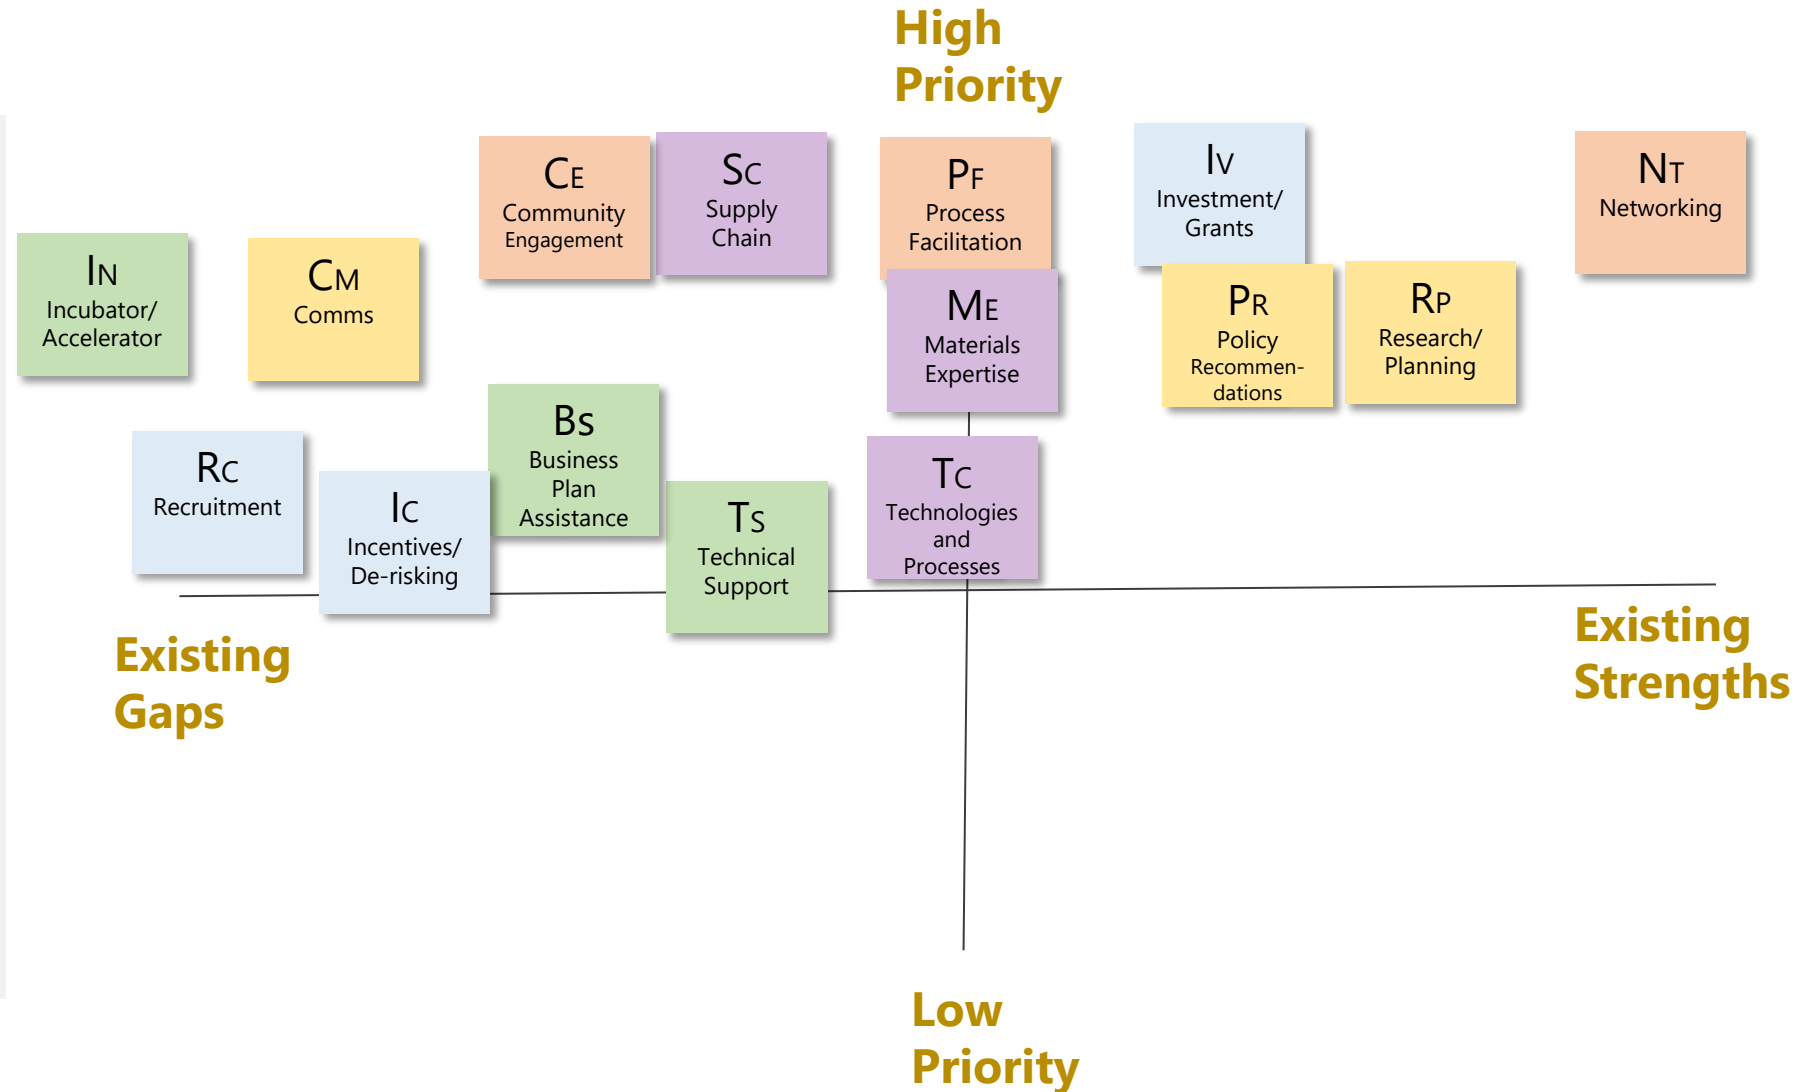 High
Priority
CE
Community
Engagement
SC
Supply
Chain
PF
Process
Facilitation
IV
Investment/
Grants
NT
Networking
IN
Incubator/
Accelerator
CM
Comms
ME
Materials
Expertise
PR
Policy
Recommen-
dations
RP
Research/
Planning
RC
Recruitment
IC
Incentives/
De-risking
Bs
Business
Plan
Assistance
TS
Technical
Support
TC
Technologies
and
Processes
Existing
Gaps
Existing
Strengths
Low
Priority